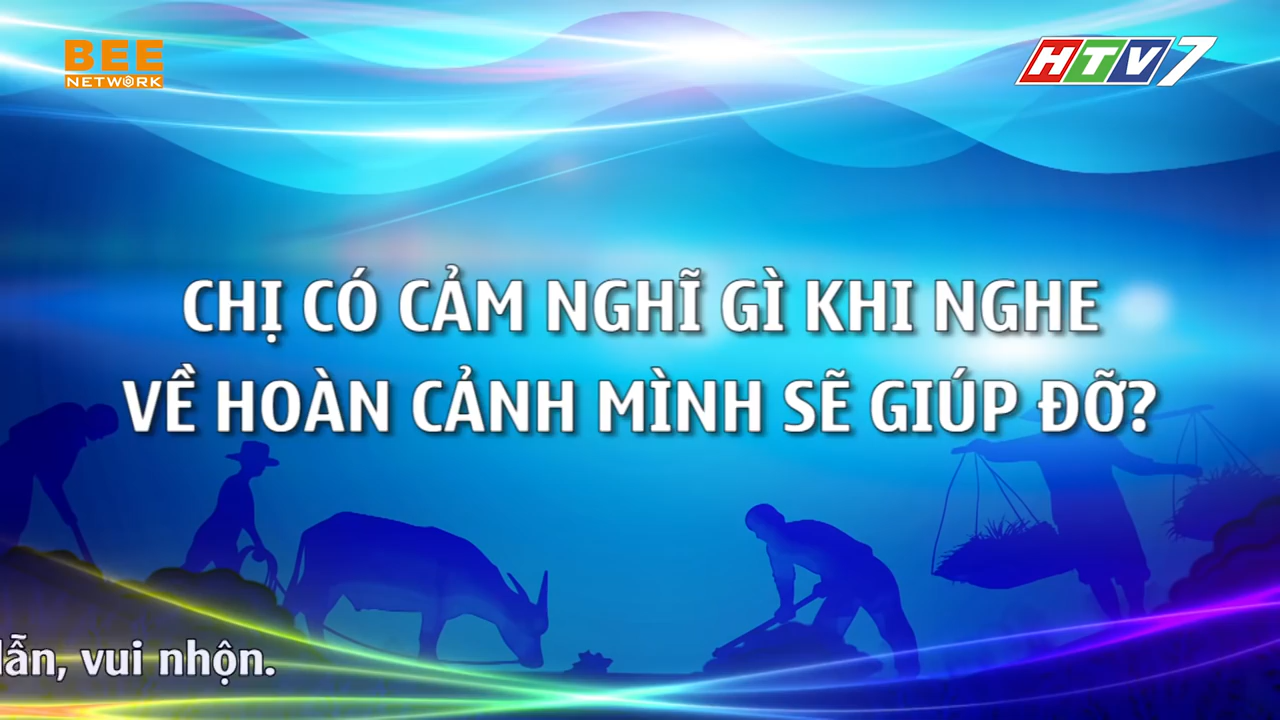 BEE
NETWORK
HTV7
CHỊ CÓ CẢM NGHĨ GÌ KHI NGHE
VỀ HOÀN CẢNH MÌNH SẼ GIÚP ĐỠ?
vui nhộn.